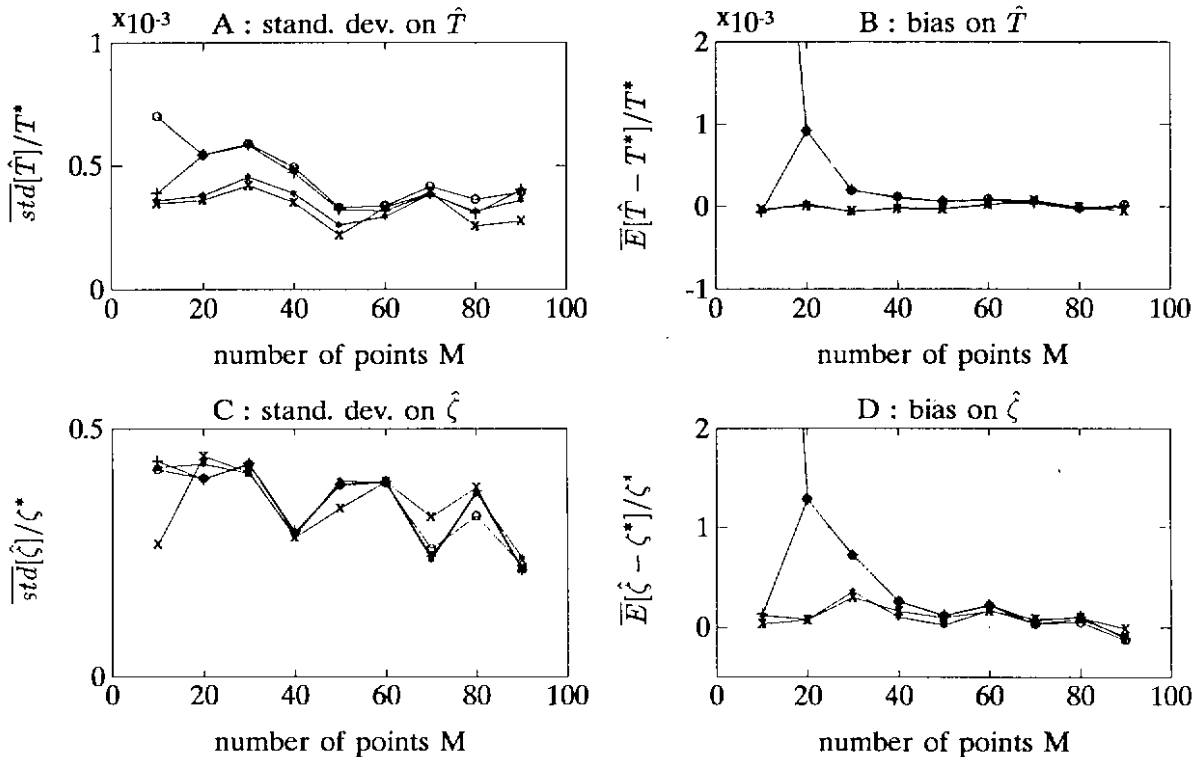 x10-3 A : stand. dev. on T̂
1
0.5
0
std[T̂]/T*
0 20 40 60 80 100
number of points M
x10-3 B : bias on T̂
2
1
0
-1
E[T̂ − T*]/T*
0 20 40 60 80 100
number of points M
C : stand. dev. on ζ̂
0.5
0
std[ζ̂]/ζ*
0 20 40 60 80 100
number of points M
D : bias on ζ̂
2
1
0
E[ζ̂ − ζ*]/ζ*
0 20 40 60 80 100
number of points M